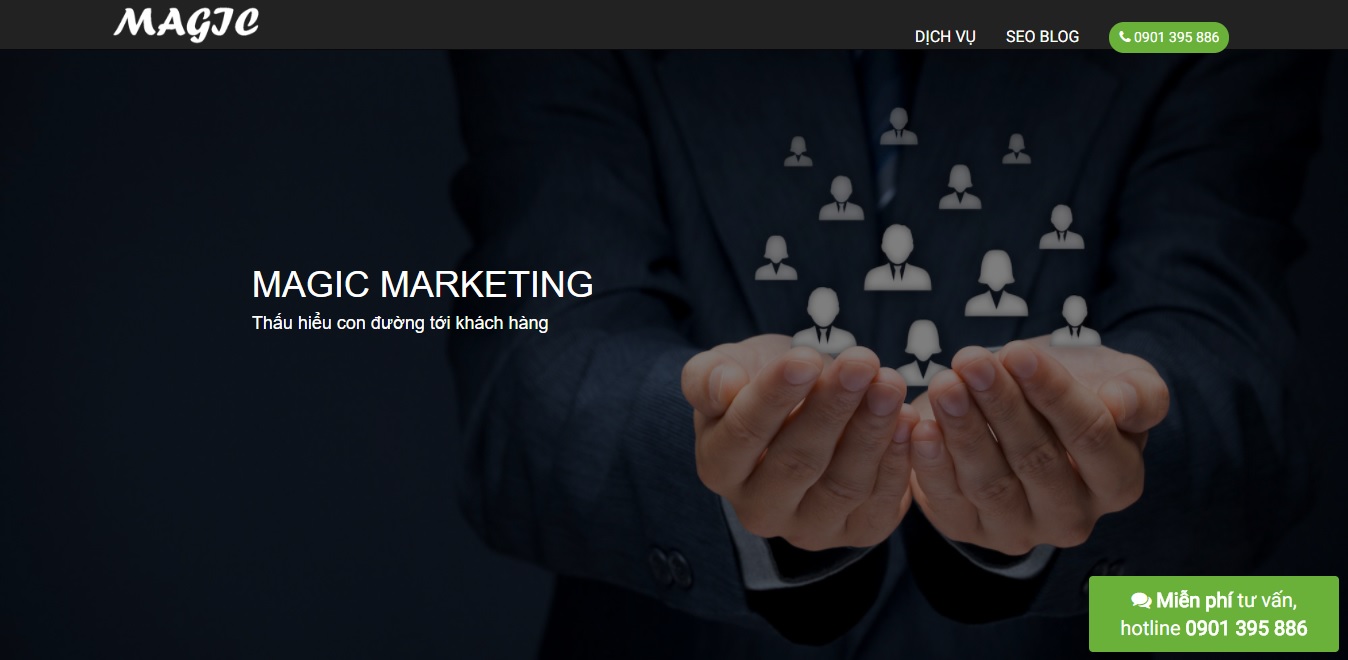 MAGIC
DỊCH VỤ
SEO BLOG
0901 395 886
MAGIC MARKETING
Thấu hiểu con đường tới khách hàng
Miễn phí tư vấn,
hotline 0901 395 886